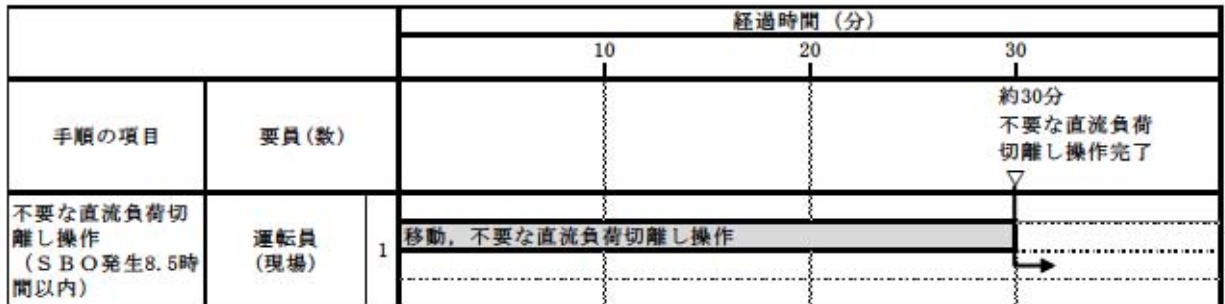 経過時間（分）
10 20 30
約30分
不要な直流負荷
切離し操作完了
▽
手順の項目 要員(数)
不要な直流負荷切
離し操作
（ＳＢＯ発生8.5時
間以内）
運転員
(現場)
1
移動，不要な直流負荷切離し操作